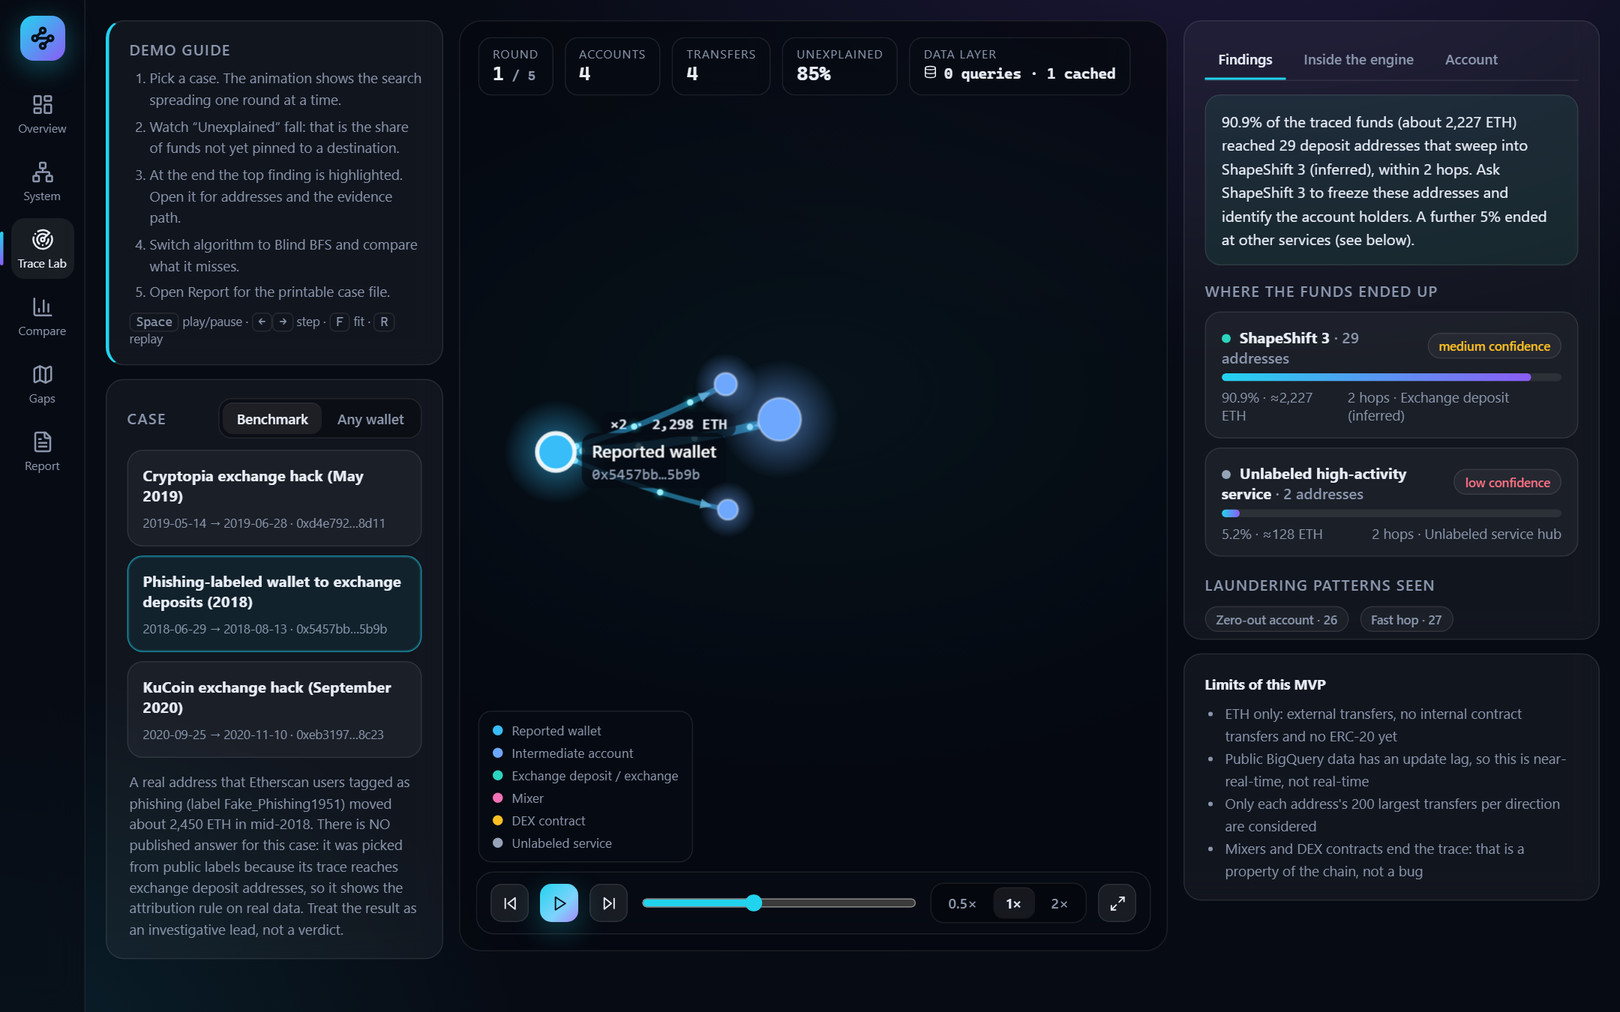 Overview
System
Trace Lab
Compare
Gaps
Report
DEMO GUIDE
1. Pick a case. The animation shows the search
spreading one round at a time.
2. Watch "Unexplained" fall: that is the share
of funds not yet pinned to a destination.
3. At the end the top finding is highlighted.
Open it for addresses and the evidence
path.
4. Switch algorithm to Blind BFS and compare
what it misses.
5. Open Report for the printable case file.
Space play/pause · ← → step · F fit · R
replay
CASE
Benchmark
Any wallet
Cryptopia exchange hack (May
2019)
2019-05-14 → 2019-06-28 · 0xd4e792…8d11
Phishing-labeled wallet to exchange
deposits (2018)
2018-06-29 → 2018-08-13 · 0x5457bb…5b9b
KuCoin exchange hack (September
2020)
2020-09-25 → 2020-11-10 · 0xeb3197…8c23
A real address that Etherscan users tagged as
phishing (label Fake_Phishing1951) moved
about 2,450 ETH in mid-2018. There is NO
published answer for this case: it was picked
from public labels because its trace reaches
exchange deposit addresses, so it shows the
attribution rule on real data. Treat the result as
an investigative lead, not a verdict.
ROUND
1 / 5
ACCOUNTS
4
TRANSFERS
4
UNEXPLAINED
85%
DATA LAYER
0 queries · 1 cached
×2 · 2,298 ETH
Reported wallet
0x5457bb…5b9b
Reported wallet
Intermediate account
Exchange deposit / exchange
Mixer
DEX contract
Unlabeled service
0.5×
1×
2×
Findings
Inside the engine
Account
90.9% of the traced funds (about 2,227 ETH)
reached 29 deposit addresses that sweep into
ShapeShift 3 (inferred), within 2 hops. Ask
ShapeShift 3 to freeze these addresses and
identify the account holders. A further 5% ended
at other services (see below).
WHERE THE FUNDS ENDED UP
ShapeShift 3 · 29
addresses
medium confidence
90.9% · ≈2,227
ETH
2 hops · Exchange deposit
(inferred)
Unlabeled high-activity
service · 2 addresses
low confidence
5.2% · ≈128 ETH
2 hops · Unlabeled service hub
LAUNDERING PATTERNS SEEN
Zero-out account · 26
Fast hop · 27
Limits of this MVP
• ETH only: external transfers, no internal contract
transfers and no ERC-20 yet
• Public BigQuery data has an update lag, so this is near-
real-time, not real-time
• Only each address's 200 largest transfers per direction
are considered
• Mixers and DEX contracts end the trace: that is a
property of the chain, not a bug